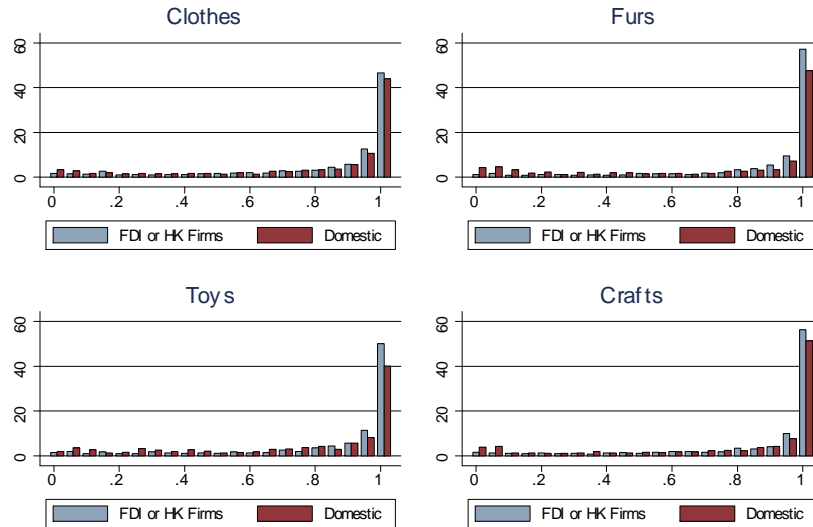 Clothes
60
40
20
0
0 .2 .4 .6 .8 1
FDI or HK Firms Domestic
Furs
60
40
20
0
0 .2 .4 .6 .8 1
FDI or HK Firms Domestic
Toys
60
40
20
0
0 .2 .4 .6 .8 1
FDI or HK Firms Domestic
Crafts
60
40
20
0
0 .2 .4 .6 .8 1
FDI or HK Firms Domestic